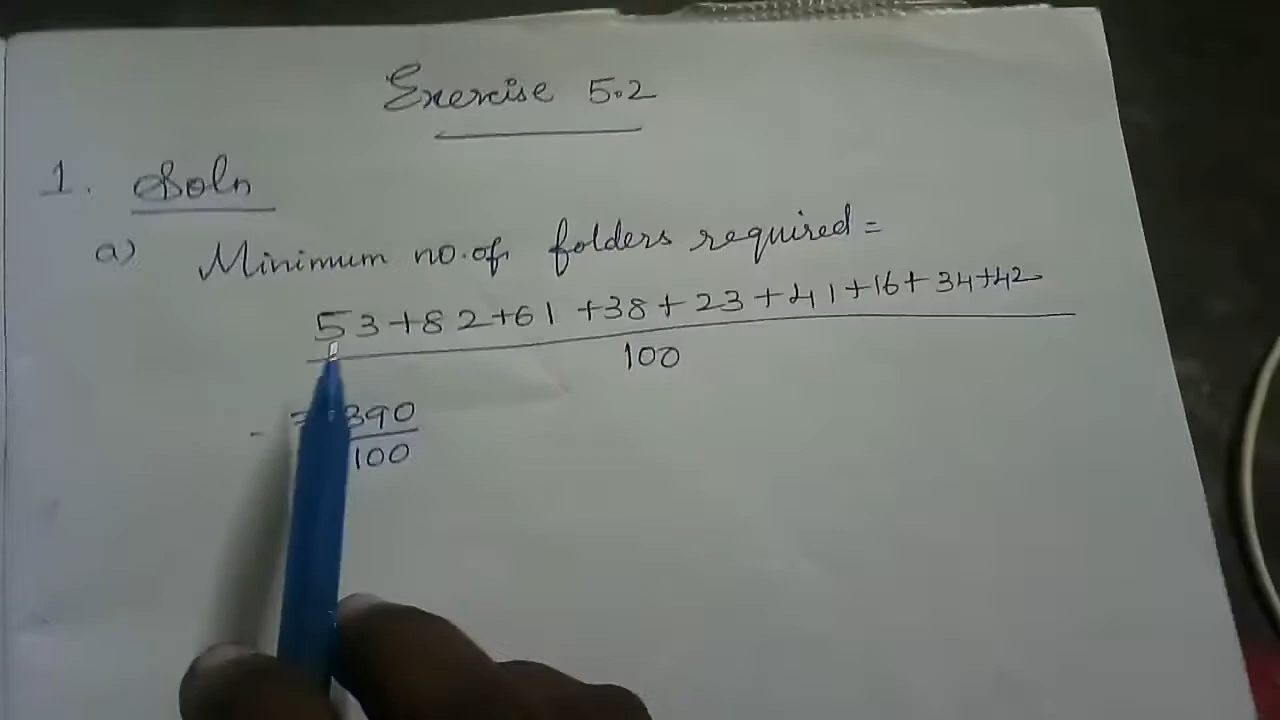 Exercise 5.2
1. Soln
a) Minimum no. of folders required =
53+82+61+38+23+41+16+34+42
100
= 390
100